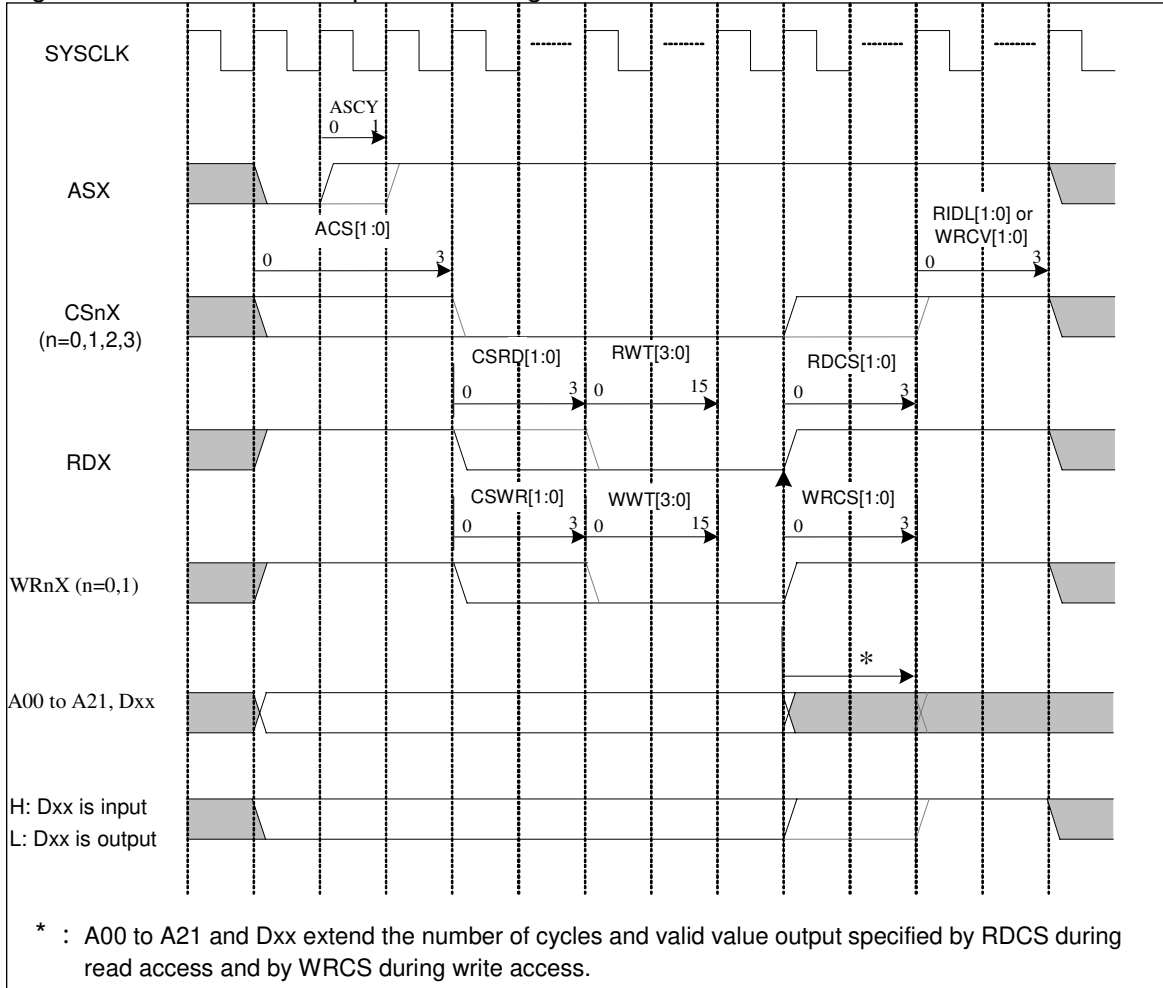 SYSCLK
ASCY
0 1
ASX
ACS[1:0]
0 3
RIDL[1:0] or
WRCV[1:0]
0 3
CSnX
(n=0,1,2,3)
CSRD[1:0] RWT[3:0] RDCS[1:0]
0 3 0 15 0 3
RDX
CSWR[1:0] WWT[3:0] WRCS[1:0]
0 3 0 15 0 3
WRnX (n=0,1)
*
A00 to A21, Dxx
H: Dxx is input
L: Dxx is output
* : A00 to A21 and Dxx extend the number of cycles and valid value output specified by RDCS during
read access and by WRCS during write access.